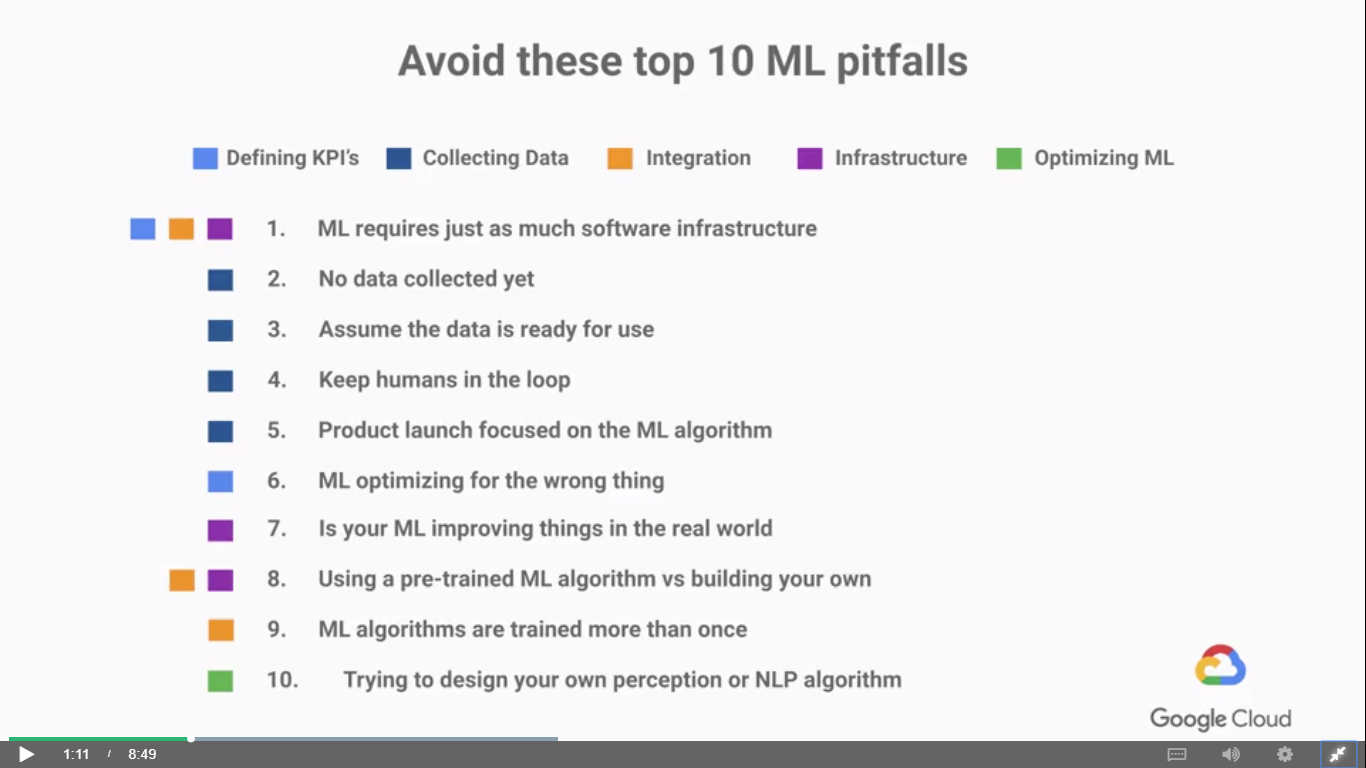 Avoid these top 10 ML pitfalls
Defining KPI's Collecting Data Integration Infrastructure Optimizing ML
1. ML requires just as much software infrastructure
2. No data collected yet
3. Assume the data is ready for use
4. Keep humans in the loop
5. Product launch focused on the ML algorithm
6. ML optimizing for the wrong thing
7. Is your ML improving things in the real world
8. Using a pre-trained ML algorithm vs building your own
9. ML algorithms are trained more than once
10. Trying to design your own perception or NLP algorithm
Google Cloud
1:11 / 8:49